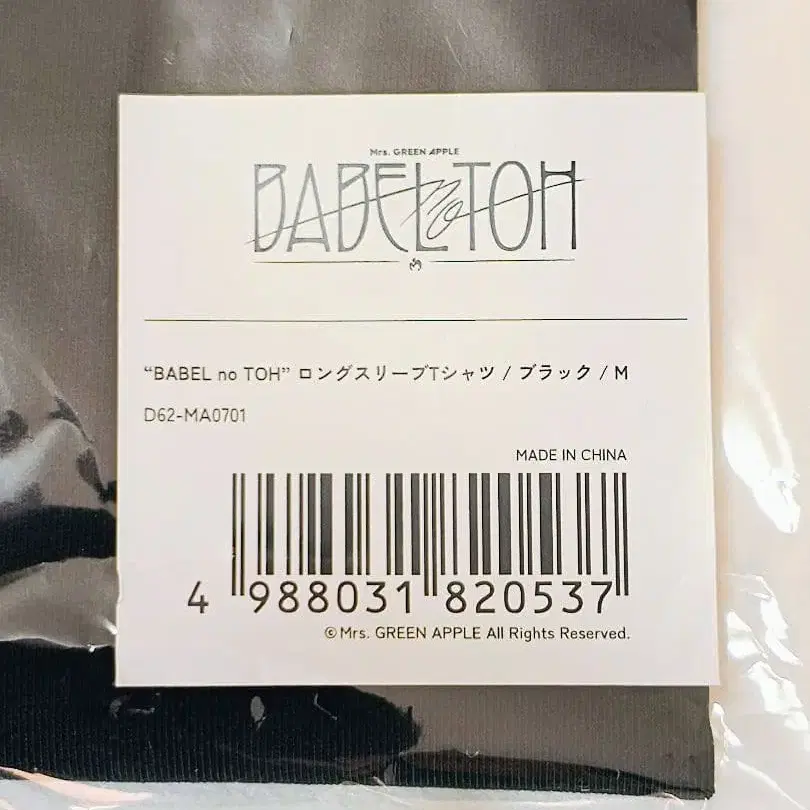 Mrs. GREEN APPLE
BABEL no TOH
“BABEL no TOH” ロングスリーブTシャツ / ブラック / M
D62-MA0701
MADE IN CHINA
4 988031 820537
©Mrs. GREEN APPLE All Rights Reserved.